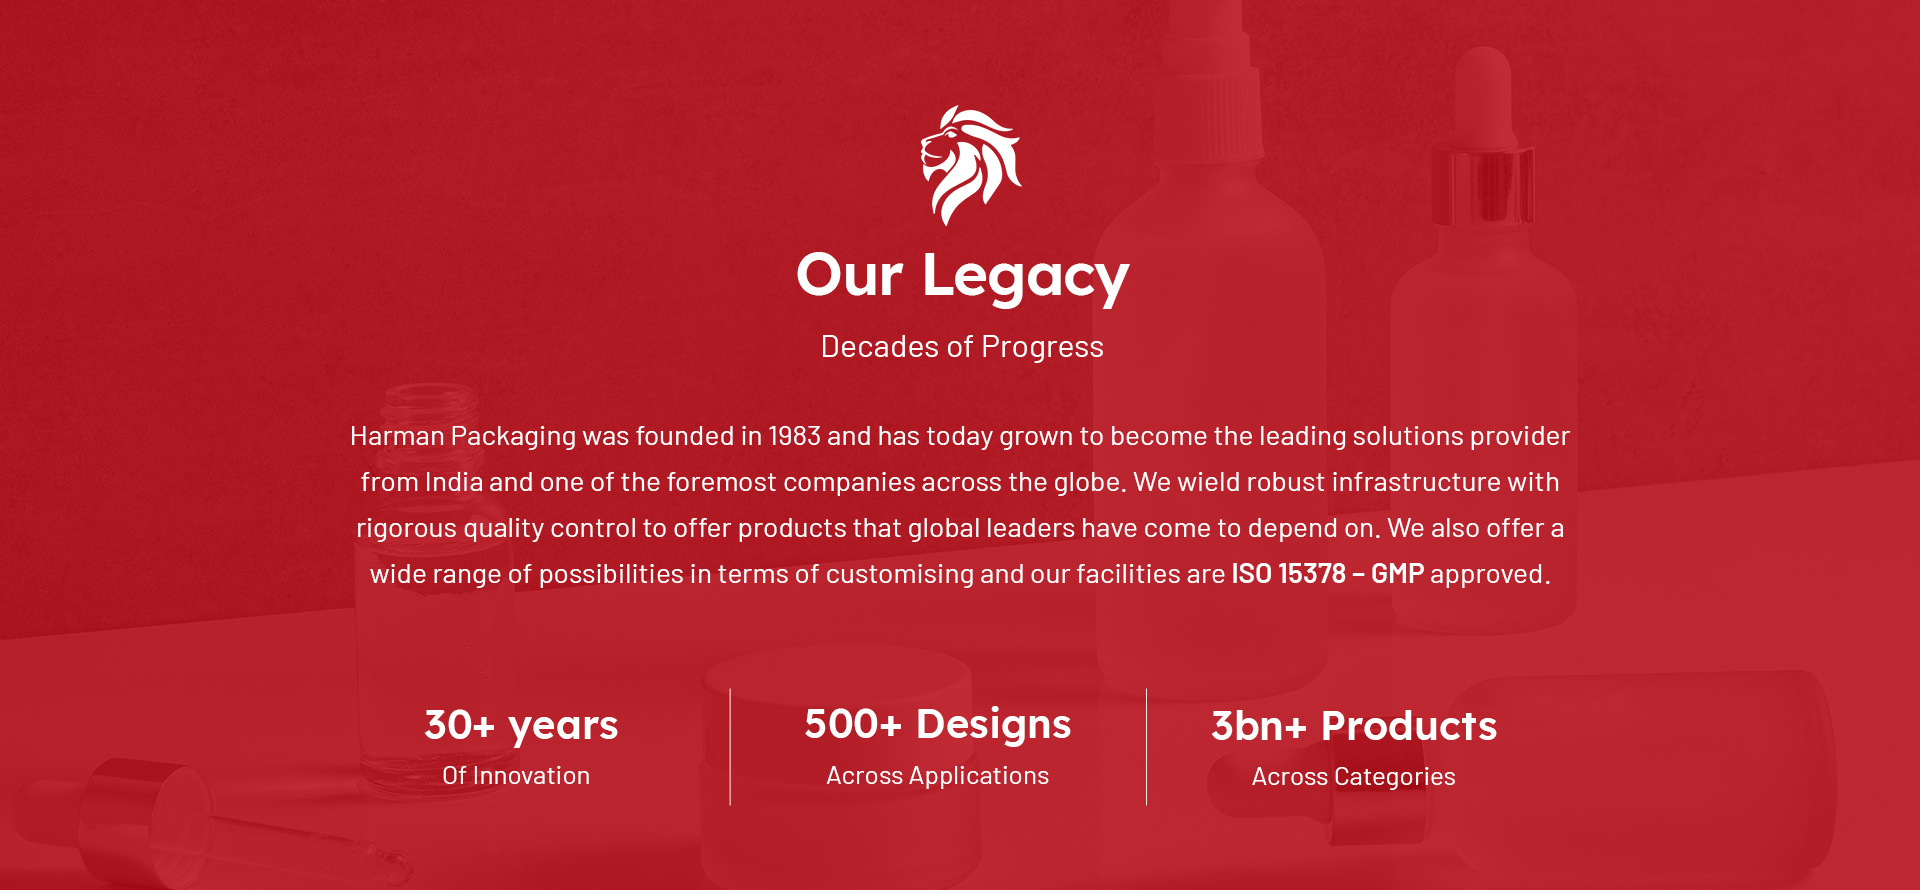 Our Legacy
Decades of Progress
Harman Packaging was founded in 1983 and has today grown to become the leading solutions provider
from India and one of the foremost companies across the globe. We wield robust infrastructure with
rigorous quality control to offer products that global leaders have come to depend on. We also offer a
wide range of possibilities in terms of customising and our facilities are ISO 15378 – GMP approved.
30+ years
Of Innovation
500+ Designs
Across Applications
3bn+ Products
Across Categories